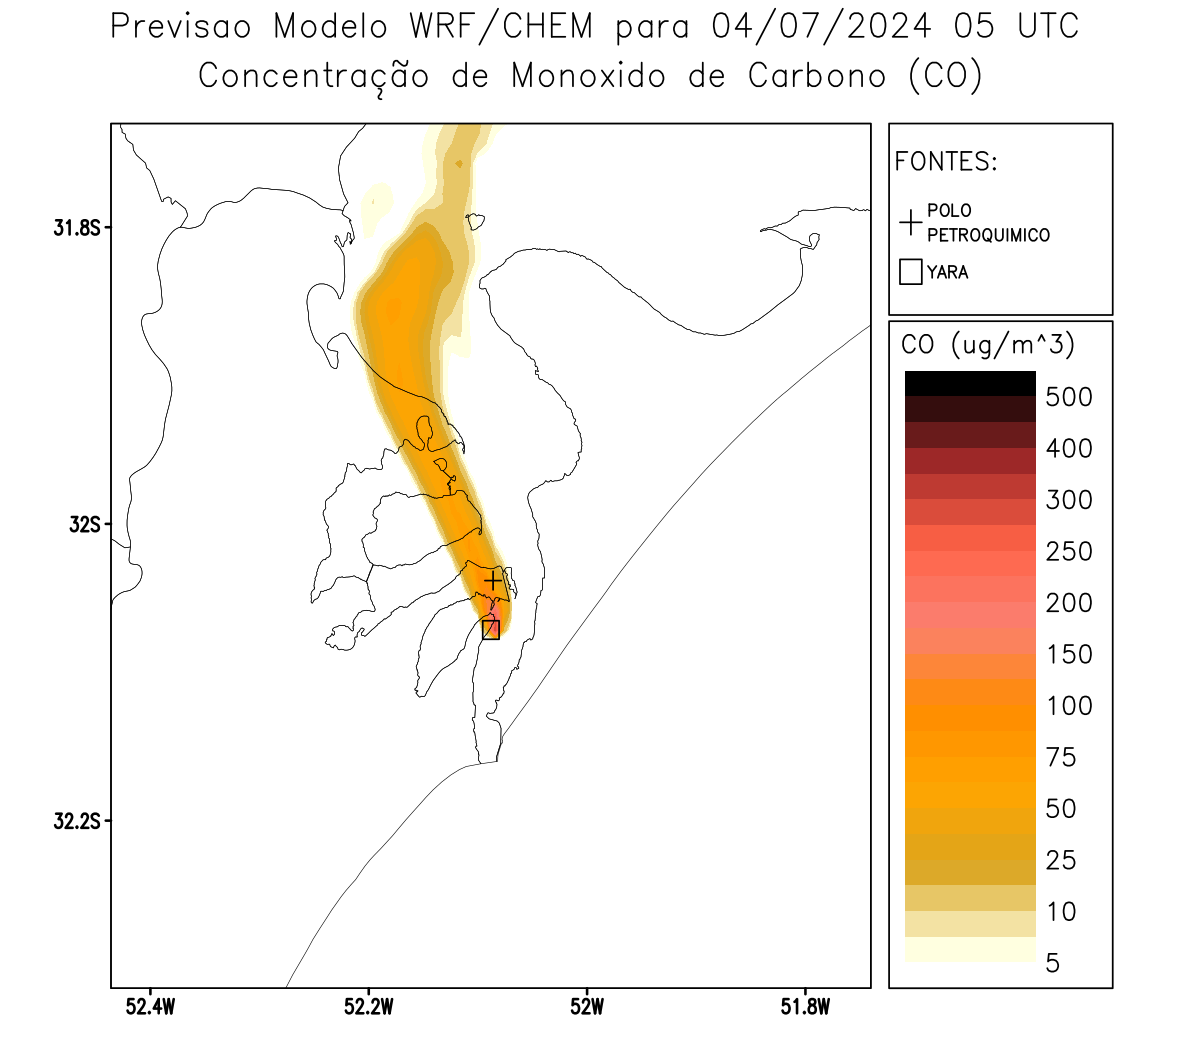 Previsao Modelo WRF/CHEM para 04/07/2024 05 UTC
Concentração de Monoxido de Carbono (CO)
FONTES:
POLO
PETROQUIMICO
YARA
31.8S
32S
32.2S
52.4W
52.2W
52W
51.8W
CO (ug/m^3)
500
400
300
250
200
150
100
75
50
25
10
5